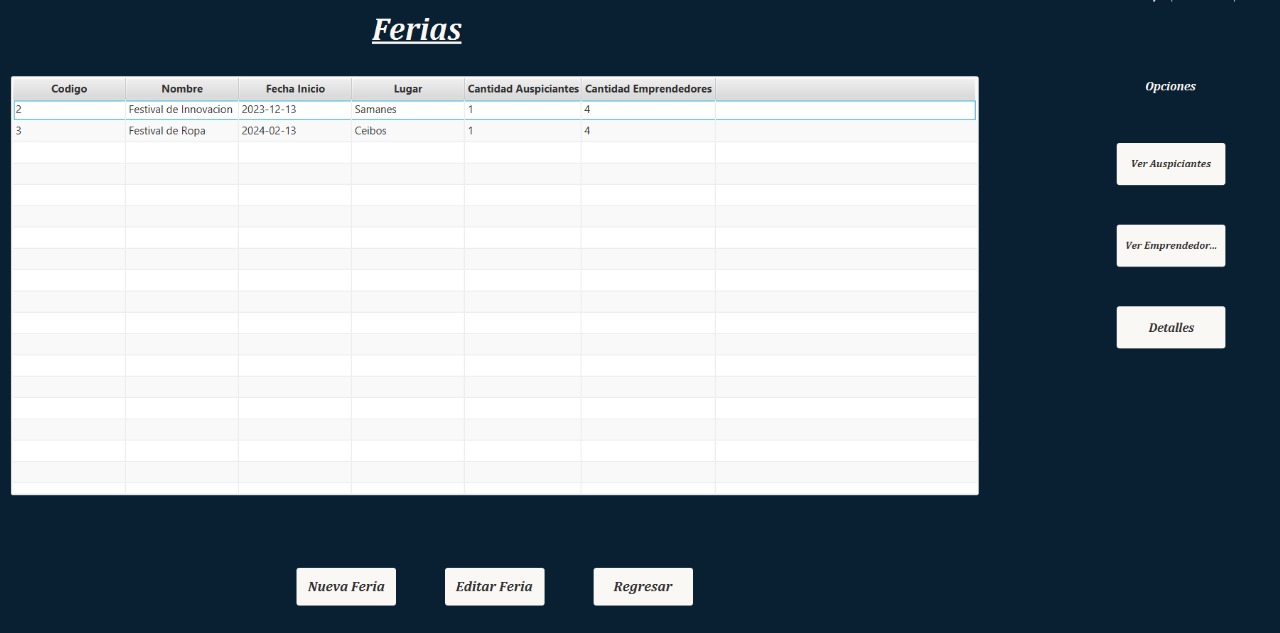 Ferias
Codigo Nombre Fecha Inicio Lugar Cantidad Auspiciantes Cantidad Emprendedores
2 Festival de Innovacion 2023-12-13 Samanes 1 4
3 Festival de Ropa 2024-02-13 Ceibos 1 4
Opciones
Ver Auspiciantes
Ver Emprendedor...
Detalles
Nueva Feria Editar Feria Regresar